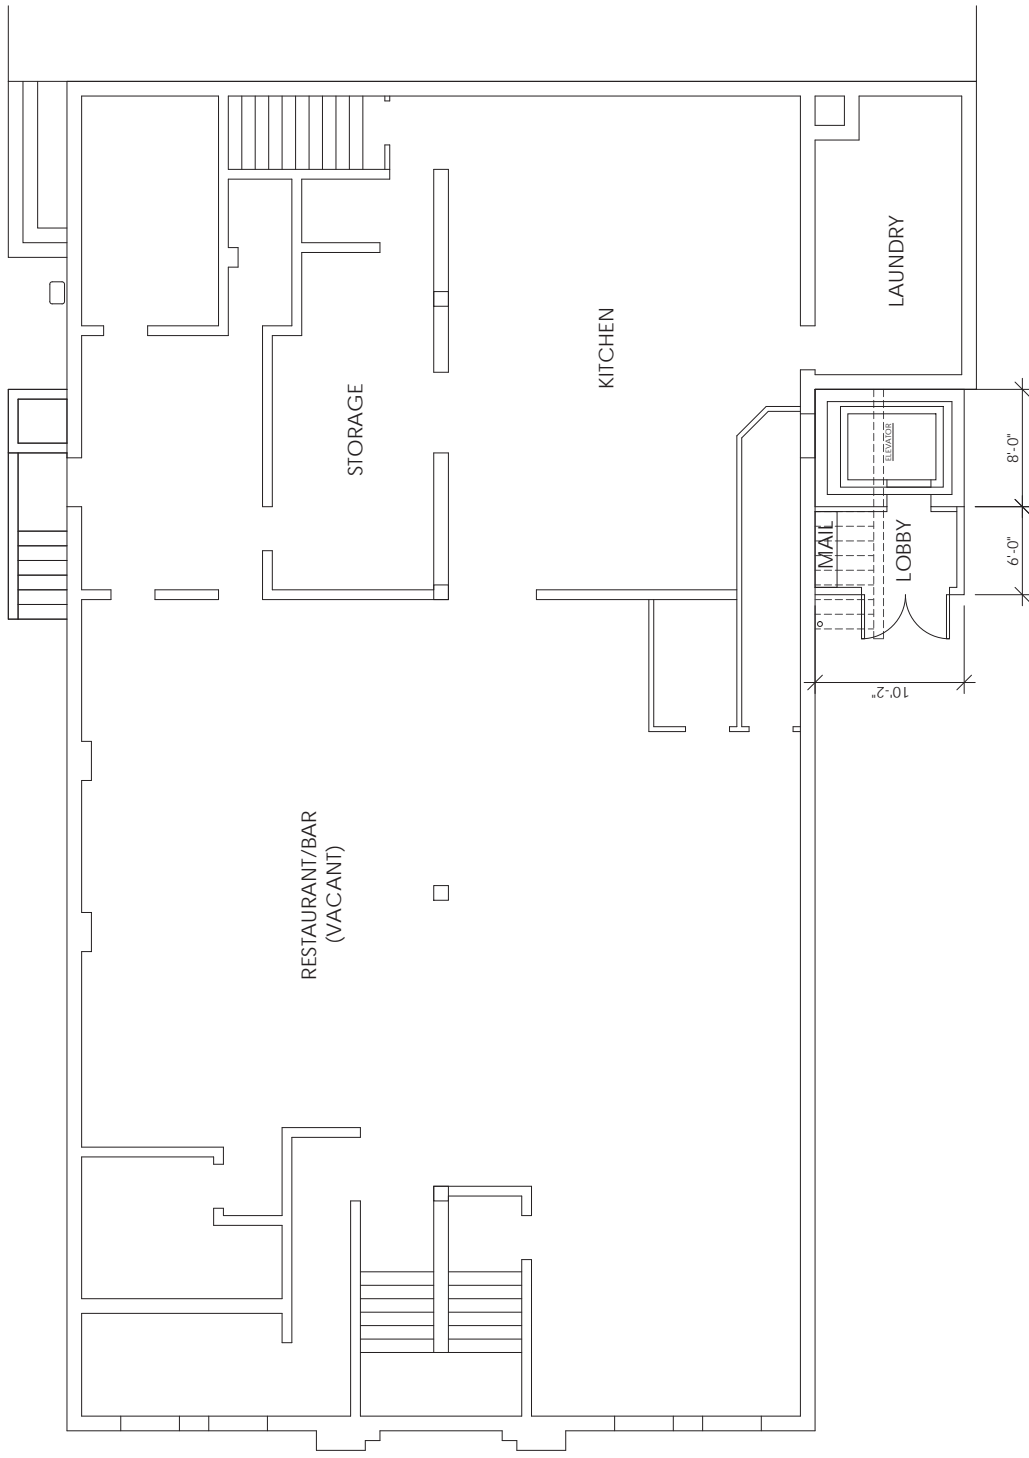 LAUNDRY
KITCHEN
STORAGE
ELEVATOR
MAIL
LOBBY
8'-0"
6'-0"
10'-2"
RESTAURANT/BAR
(VACANT)